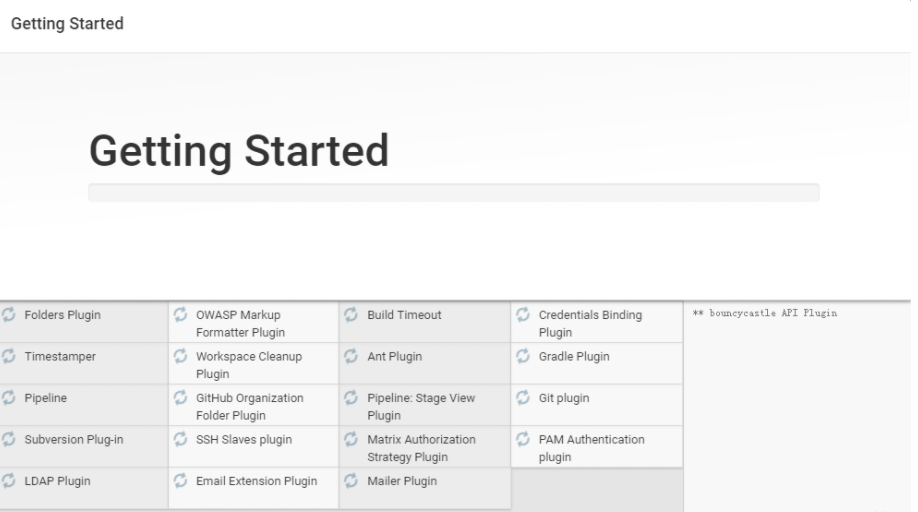 Getting Started
Getting Started
Folders Plugin
OWASP Markup
Formatter Plugin
Build Timeout
Credentials Binding
Plugin
** bouncycastle API Plugin
Timestamper
Workspace Cleanup
Plugin
Ant Plugin
Gradle Plugin
Pipeline
GitHub Organization
Folder Plugin
Pipeline: Stage View
Plugin
Git plugin
Subversion Plug-in
SSH Slaves plugin
Matrix Authorization
Strategy Plugin
PAM Authentication
plugin
LDAP Plugin
Email Extension Plugin
Mailer Plugin